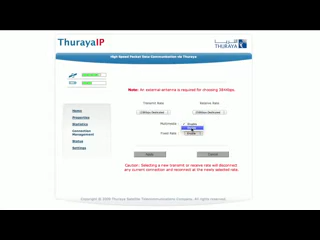 ThurayaIP
الثريا
THURAYA
High Speed Packet Data Communication via Thuraya
Note: An external antenna is required for choosing 384kbps.
Transmit Rate
Receive Rate
Home
Properties
Statistics
Connection
Management
Status
Settings
Disable
Apply
Cancel
Caution: Selecting a new transmit or receive rate will disconnect
any current connection and reconnect at the newly selected rate.
Copyright © 2008 Thuraya Satellite Telecommunications Company. All rights reserved.